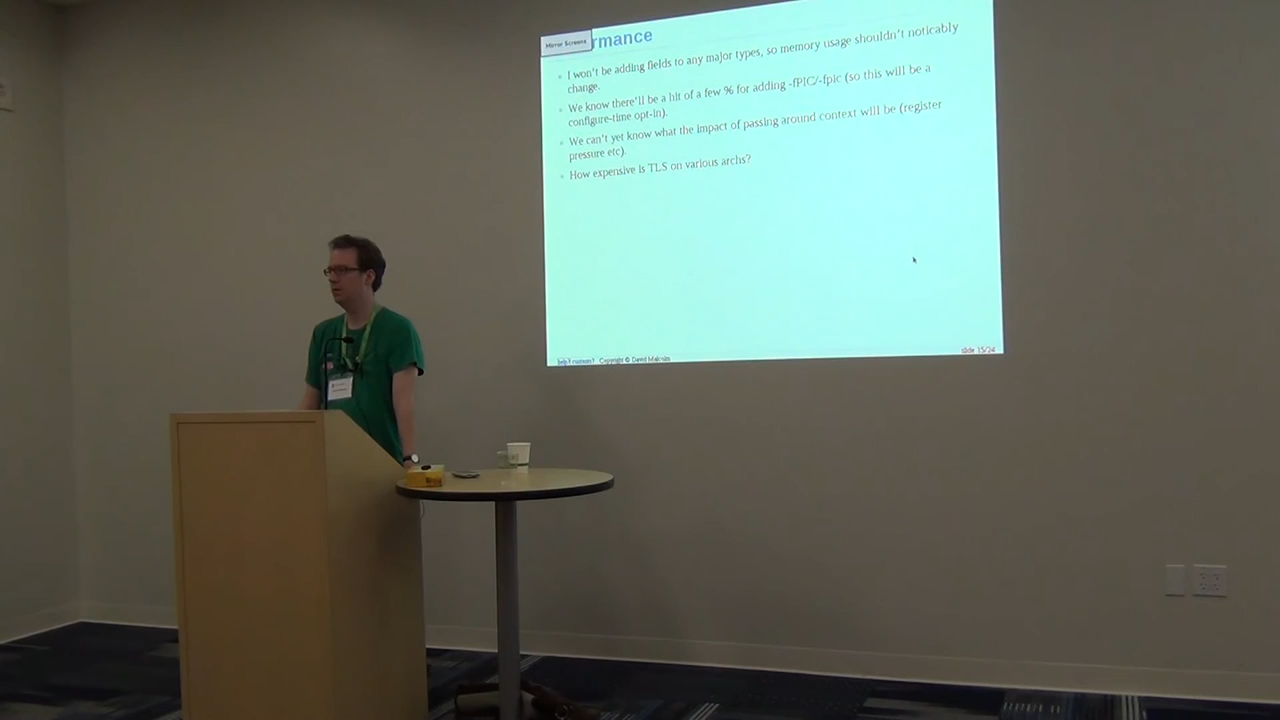 Mirror Screens
rmance
I won't be adding fields to any major types, so memory usage shouldn't noticably
change.
We know there'll be a hit of a few % for adding -fPIC/-fpic (so this will be a
configure-time opt-in).
We can't yet know what the impact of passing around context will be (register
pressure etc).
How expensive is TLS on various archs?
Copyright © David Malcolm
slide 15/24